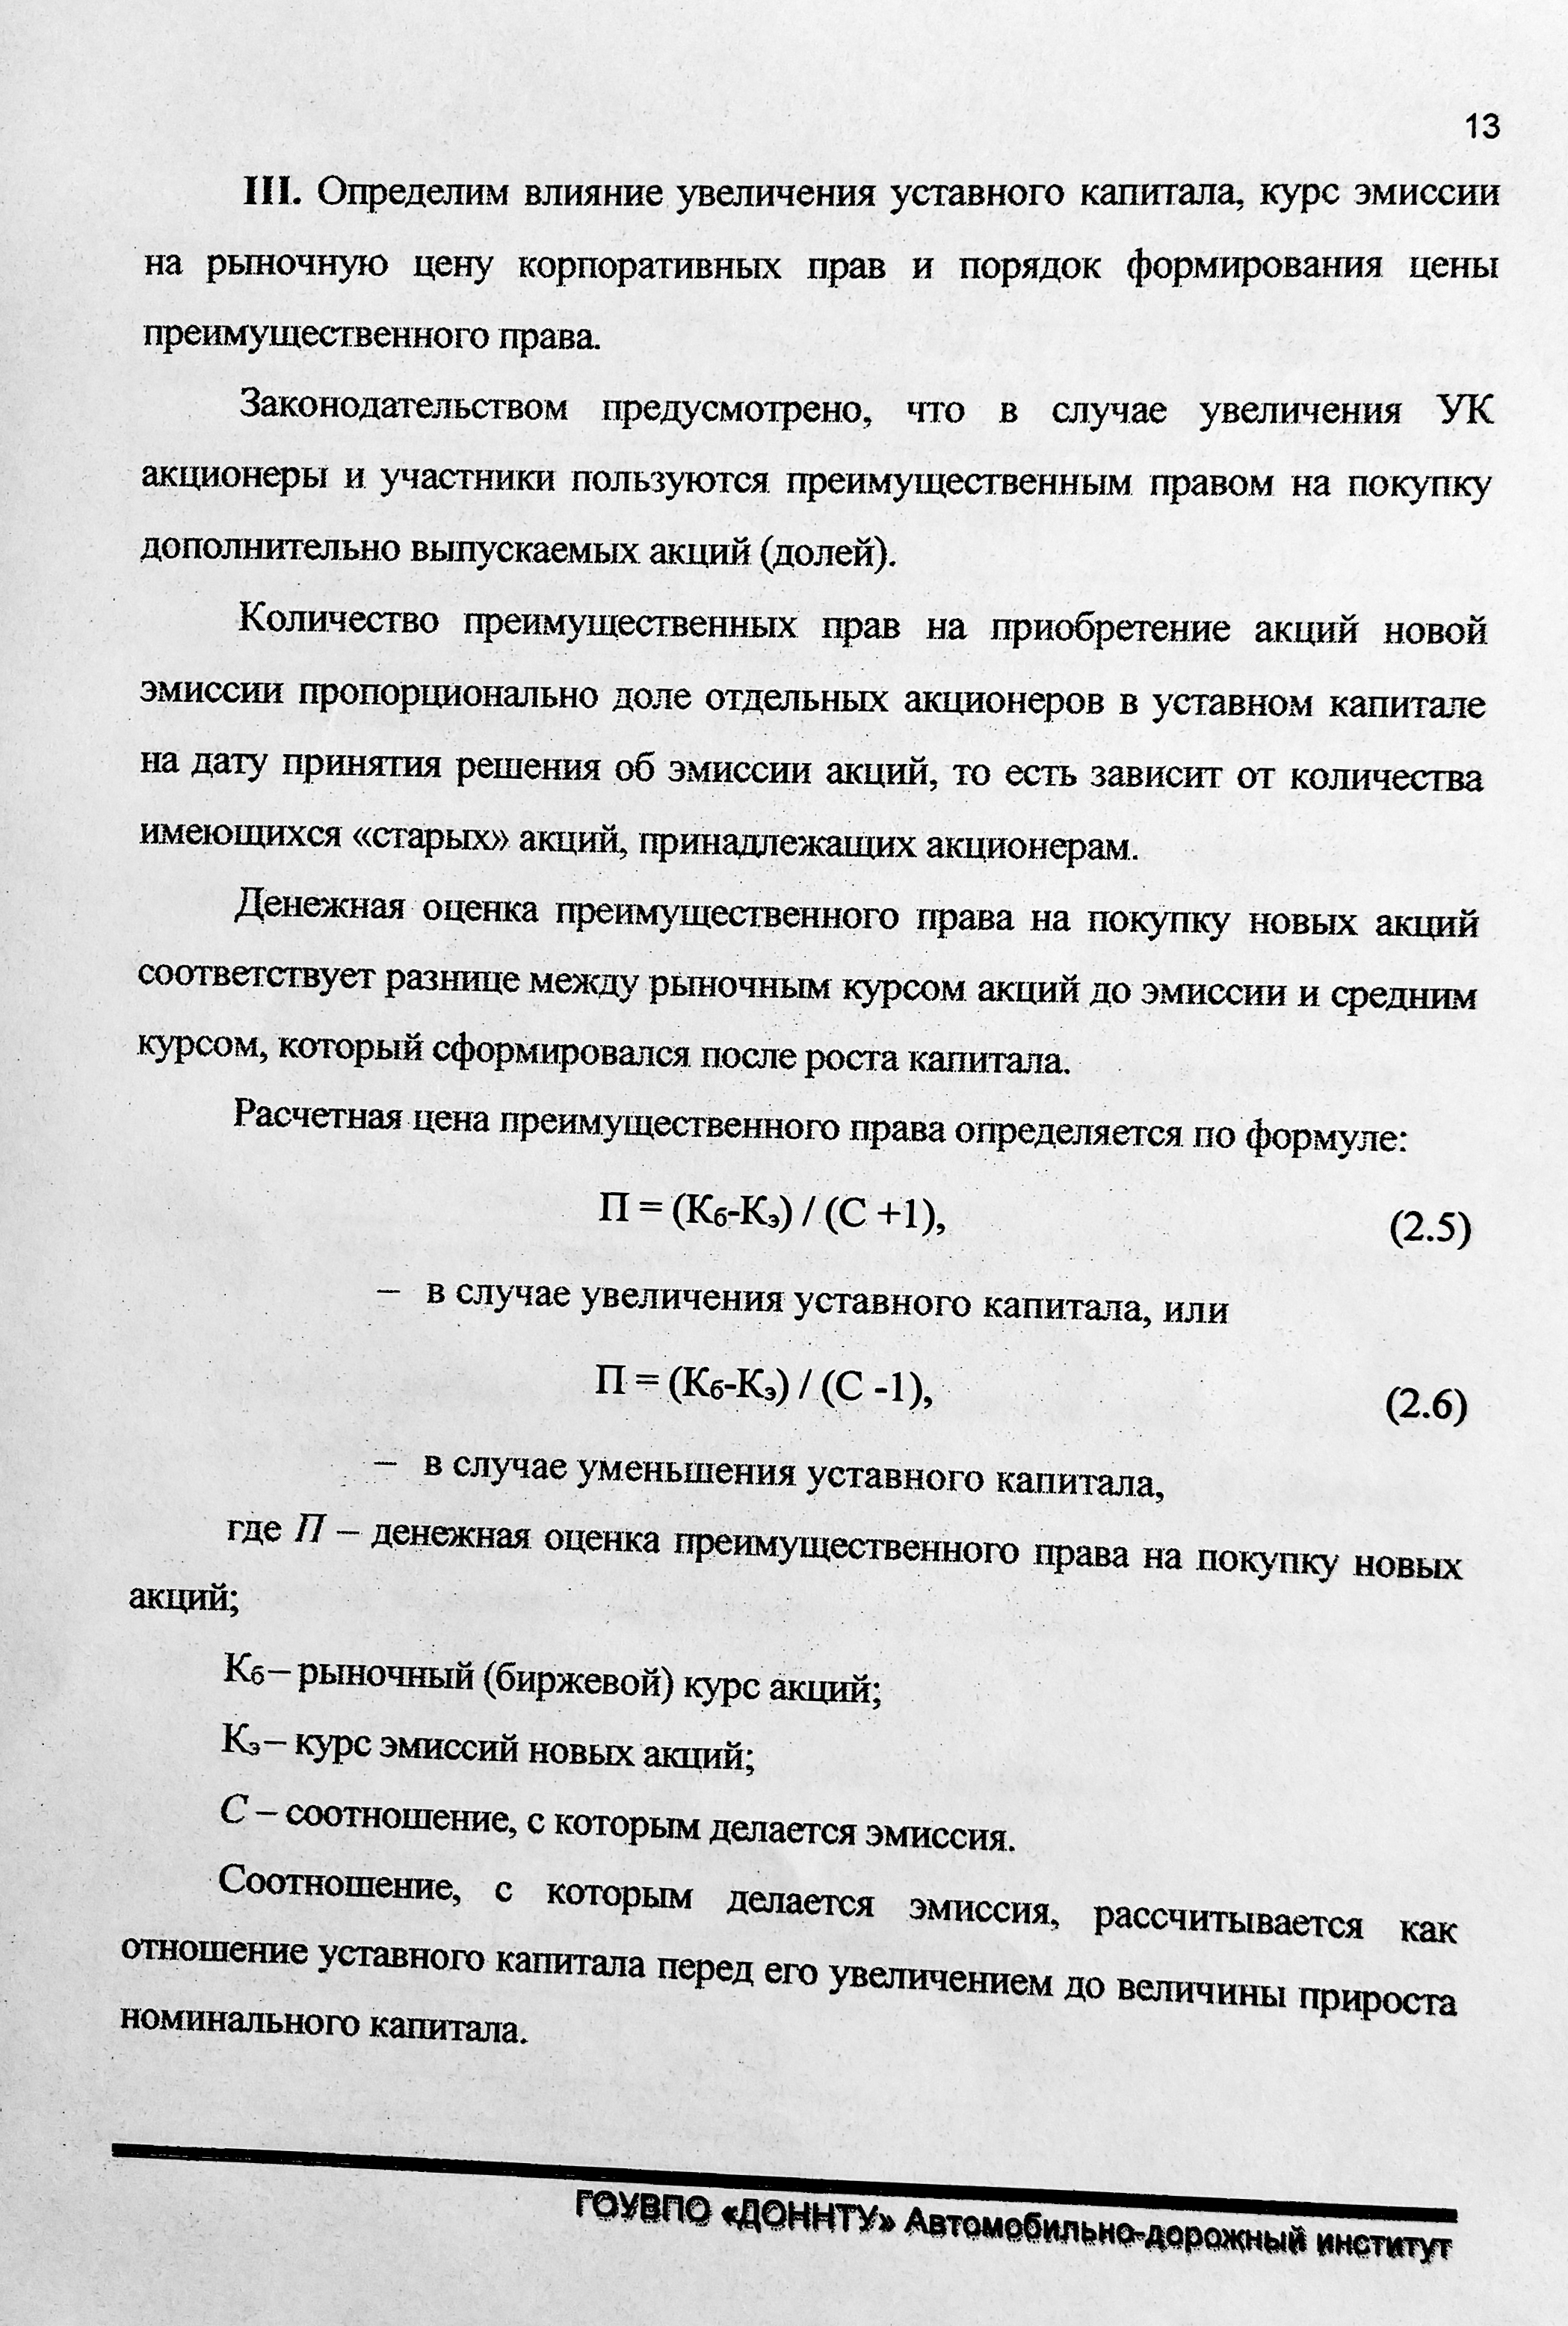 13
III. Определим влияние увеличения уставного капитала, курс эмиссии
на рыночную цену корпоративных прав и порядок формирования цены
преимущественного права.
Законодательством предусмотрено, что в случае увеличения УК
акционеры и участники пользуются преимущественным правом на покупку
дополнительно выпускаемых акций (долей).
Количество преимущественных прав на приобретение акций новой
эмиссии пропорционально доле отдельных акционеров в уставном капитале
на дату принятия решения об эмиссии акций, то есть зависит от количества
имеющихся «старых» акций, принадлежащих акционерам.
Денежная оценка преимущественного права на покупку новых акций
соответствует разнице между рыночным курсом акций до эмиссии и средним
курсом, который сформировался после роста капитала.
Расчетная цена преимущественного права определяется по формуле:
П = (Кб-Кэ) / (С +1), (2.5)
– в случае увеличения уставного капитала, или
П = (Кб-Кэ) / (С -1), (2.6)
– в случае уменьшения уставного капитала,
где П – денежная оценка преимущественного права на покупку новых
акций;
Кб – рыночный (биржевой) курс акций;
Кэ – курс эмиссий новых акций;
С – соотношение, с которым делается эмиссия.
Соотношение, с которым делается эмиссия, рассчитывается как
отношение уставного капитала перед его увеличением до величины прироста
номинального капитала.
ГОУВПО «ДОННТУ» Автомобильно-дорожный институт